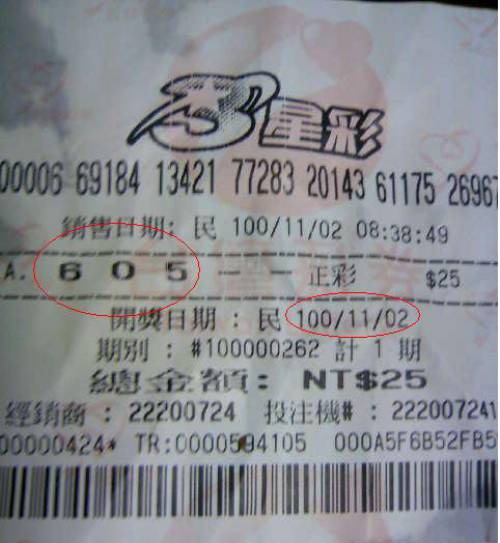 3星彩
00006 69184 13421 77283 20143 61175 26967
銷售日期: 民 100/11/02 08:38:49
A. 6 0 5 -- 正彩 $25
開獎日期 : 民 100/11/02
期別 : #100000262 計 1 期
總金額: NT$25
經銷商 : 22200724 投注機# : 222007241
00000424* TR:0000594105 000A5F6B52FB5